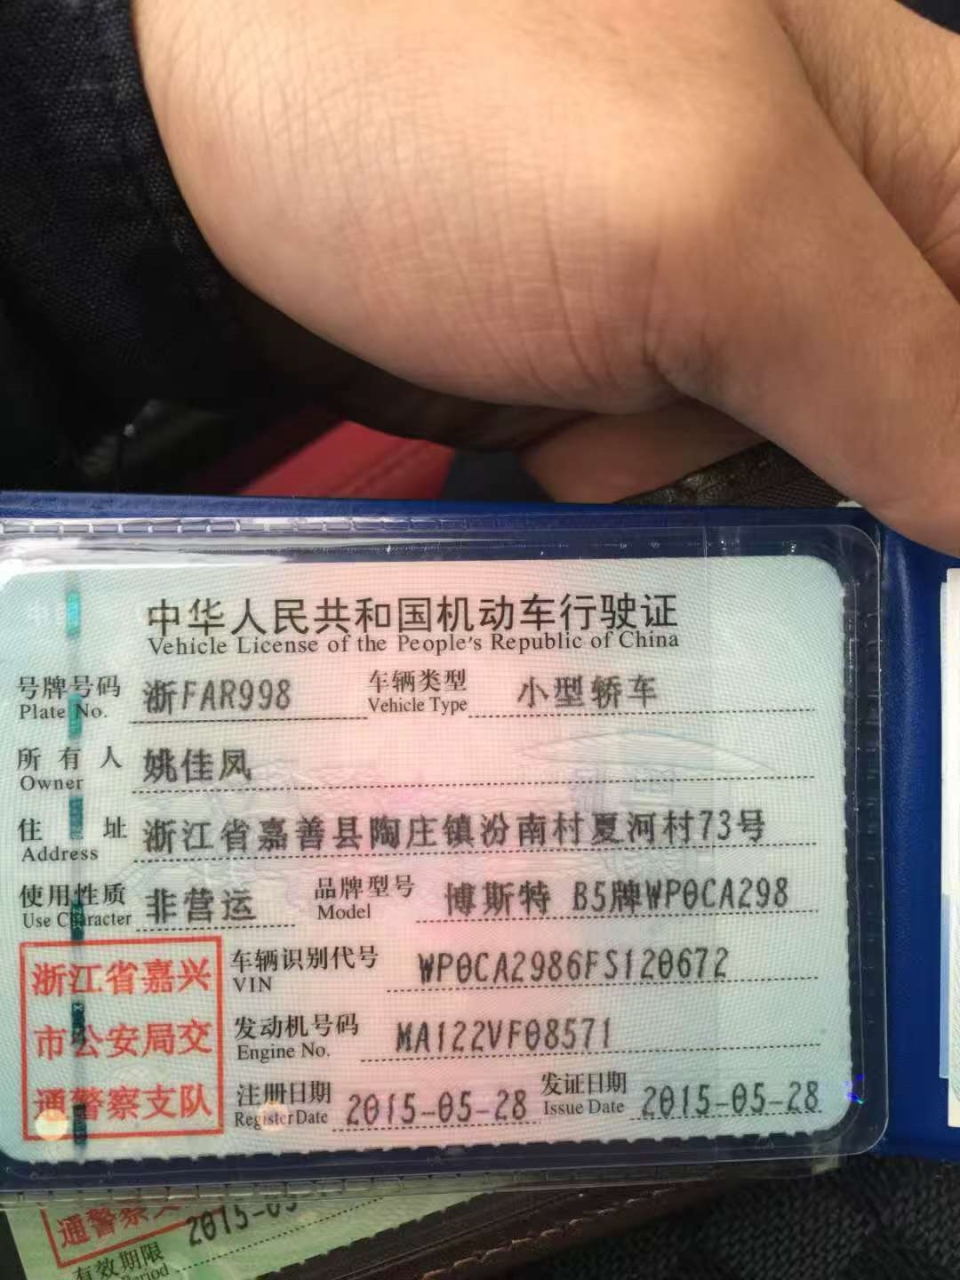 中华人民共和国机动车行驶证
Vehicle License of the People's Republic of China
号牌号码 浙FAR998 车辆类型 小型轿车
Plate No. Vehicle Type
所有人 姚佳凤
Owner
住址 浙江省嘉善县陶庄镇汾南村夏河村73号
Address
使用性质 非营运 品牌型号 博斯特 B5牌WP0CA298
Use Character Model
浙江省嘉兴 车辆识别代号 WP0CA2986FS120672
VIN
市公安局交 发动机号码 MA122VF08571
Engine No.
通警察支队 注册日期 2015-05-28 发证日期 2015-05-28
Register Date Issue Date
通警察 2015-05
有效期限